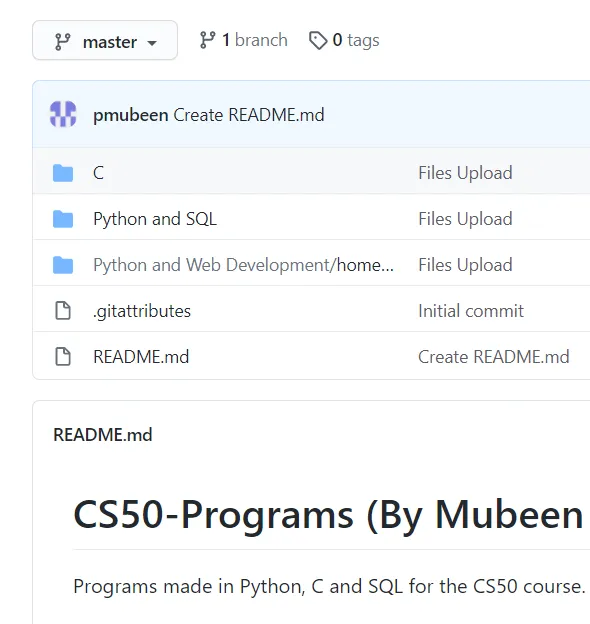 master 1 branch 0 tags
pmubeen Create README.md
C Files Upload
Python and SQL Files Upload
Python and Web Development/home... Files Upload
.gitattributes Initial commit
README.md Create README.md
README.md
CS50-Programs (By Mubeen
Programs made in Python, C and SQL for the CS50 course.